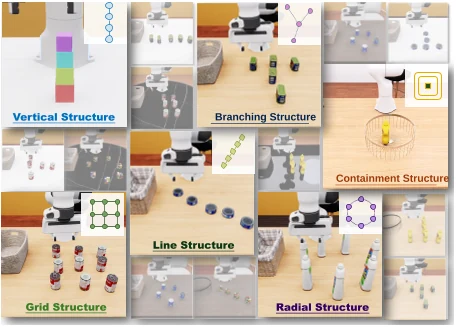 Vertical Structure
Branching Structure
Containment Structure
Line Structure
Grid Structure
Radial Structure